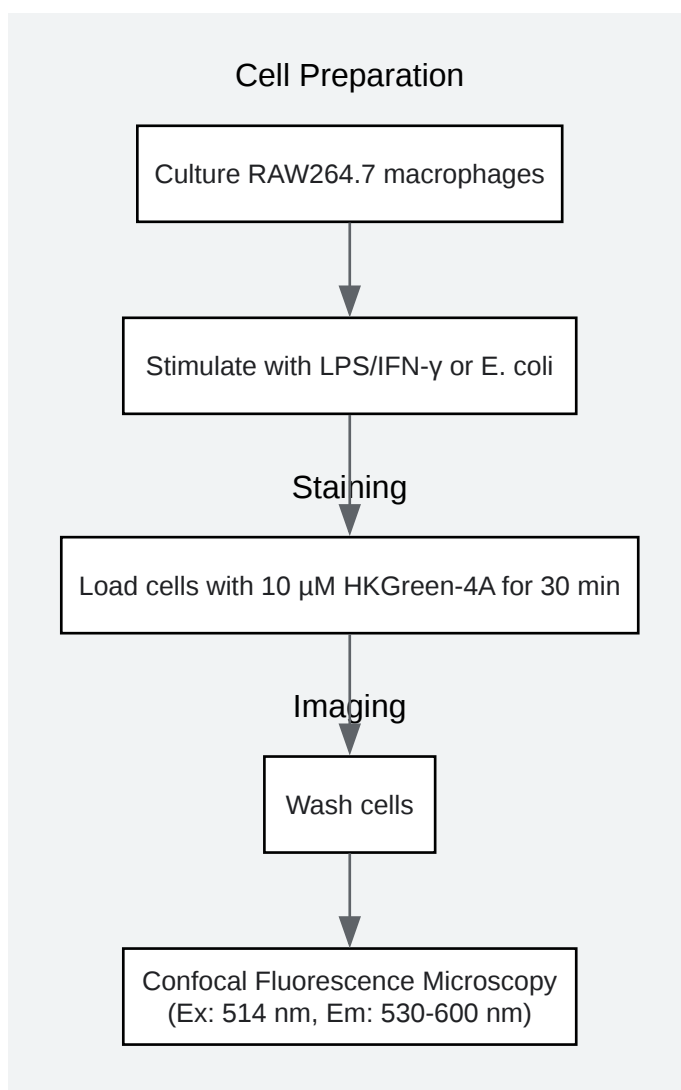 Cell Preparation
Culture RAW264.7 macrophages
Stimulate with LPS/IFN-γ or E. coli
Staining
Load cells with 10 µM HKGreen-4A for 30 min
Imaging
Wash cells
Confocal Fluorescence Microscopy
(Ex: 514 nm, Em: 530-600 nm)